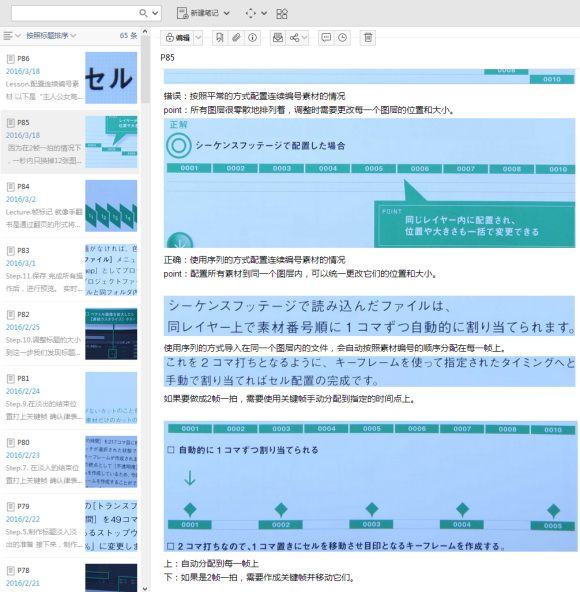 新建笔记
按照标题排序
65 条
P86
2016/3/18
Lesson.配置连续编号素
材 以下是“主人公女将...
セル
P85
2016/3/18
因为在2帧一拍的情况下
，一秒内只换掉12张图...
P84
2016/3/2
Lecture.帧标记 就像手翻
书是通过翻页的形式将...
P83
2016/3/1
Step.11.保存 完成所有操
作后，进行预览。 实时...
P82
2016/2/25
Step.10.调整标题的大小
到这一步我们发现标题...
P81
2016/2/24
Step.9.在淡出的结束位
置打上关键帧 确认律表...
P80
2016/2/23
Step.7. 在淡入的结束位
置打上关键帧 确认律表...
P79
2016/2/22
Step.5.制作标题淡入淡
出的准备 接下来，制作...
P78
2016/2/21
编辑
P85
0008
0010
错误：按照平常的方式配置连续编号素材的情况
point：所有图层很零散地排列着，调整时需要更改每一个图层的位置和大小。
正解
シーケンスフッテージで配置した場合
0001 0002 0003 0004 0005 0006 0007 0008 0009 0010
POINT
同じレイヤー内に配置され、
位置や大きさも一括で変更できる
正确：使用序列的方式配置连续编号素材的情况
point：配置所有素材到同一个图层内，可以统一更改它们的位置和大小。
シーケンスフッテージで読み込んだファイルは、
同レイヤー上で素材番号順に１コマずつ自動的に割り当てられます。
使用序列的方式导入在同一个图层内的文件，会自动按照素材编号的顺序分配在每一帧上。
これを２コマ打ちとなるように、キーフレームを使って指定されたタイミングへと
手動で割り当てればセル配置の完成です。
如果要做成2帧一拍，需要使用关键帧手动分配到指定的时间点上。
0001 0002 0003 0004 0005 0006 0007 0008 0009 0010
□ 自動的に１コマずつ割り当てられる
0001 0002 0003 0004 0005
□ ２コマ打ちなので、１コマ置きにセルを移動させ目印となるキーフレームを作成する。
上：自动分配到每一帧上
下：如果是2帧一拍，需要作成关键帧并移动它们。